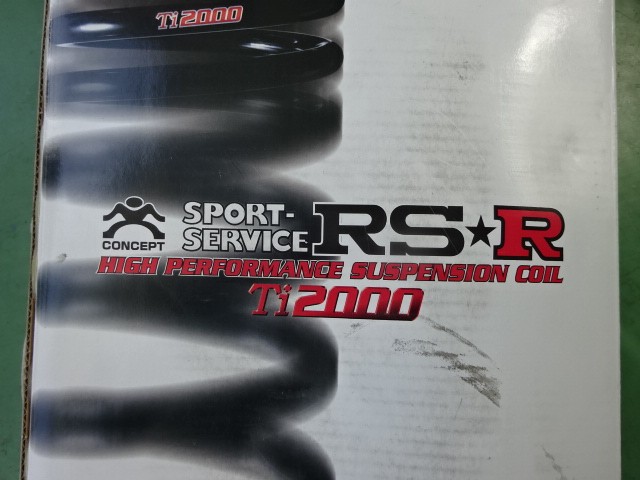 Ti2000
CONCEPT
SPORT-
SERVICE
RS★R
HIGH PERFORMANCE SUSPENSION COIL
Ti2000